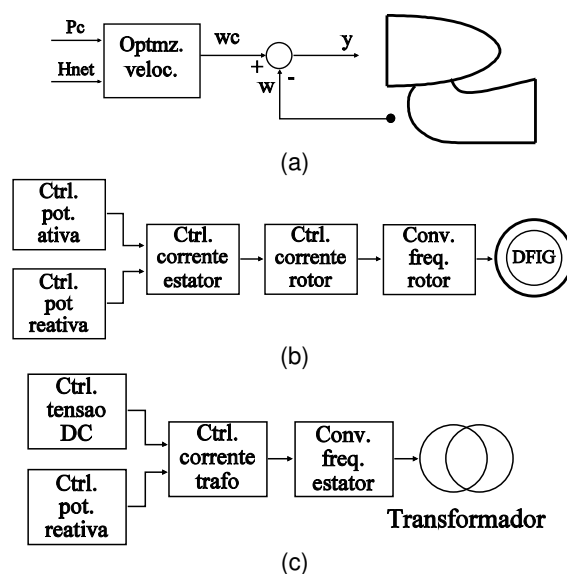 Pc
Hnet
Optmz.
veloc.
wc
+
-
w
y
(a)
Ctrl.
pot.
ativa
Ctrl.
pot
reativa
Ctrl.
corrente
estator
Ctrl.
corrente
rotor
Conv.
freq.
rotor
DFIG
(b)
Ctrl.
tensao
DC
Ctrl.
pot.
reativa
Ctrl.
corrente
trafo
Conv.
freq.
estator
Transformador
(c)